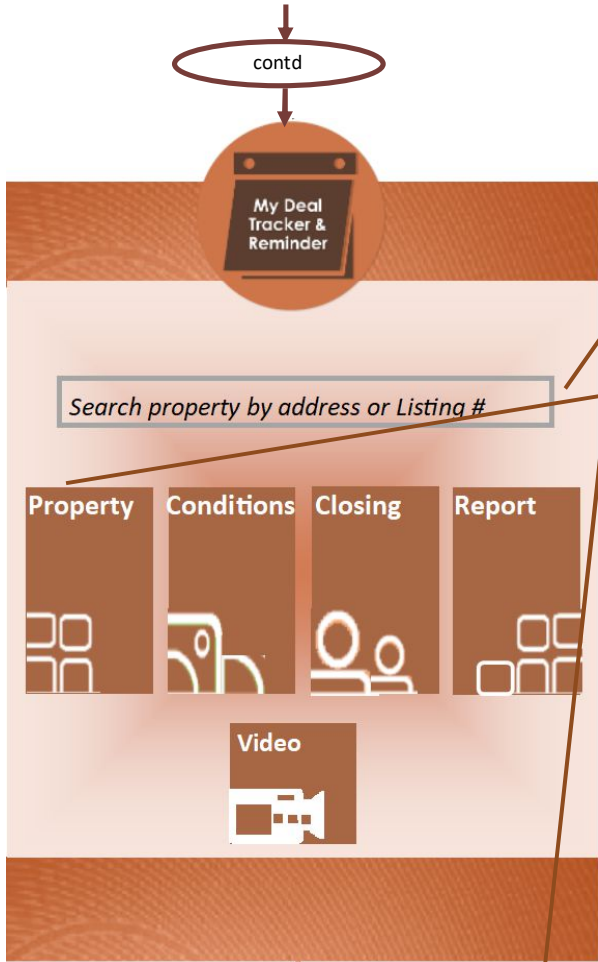 contd
My Deal
Tracker &
Reminder
Search property by address or Listing #
Property Conditions Closing Report
Video